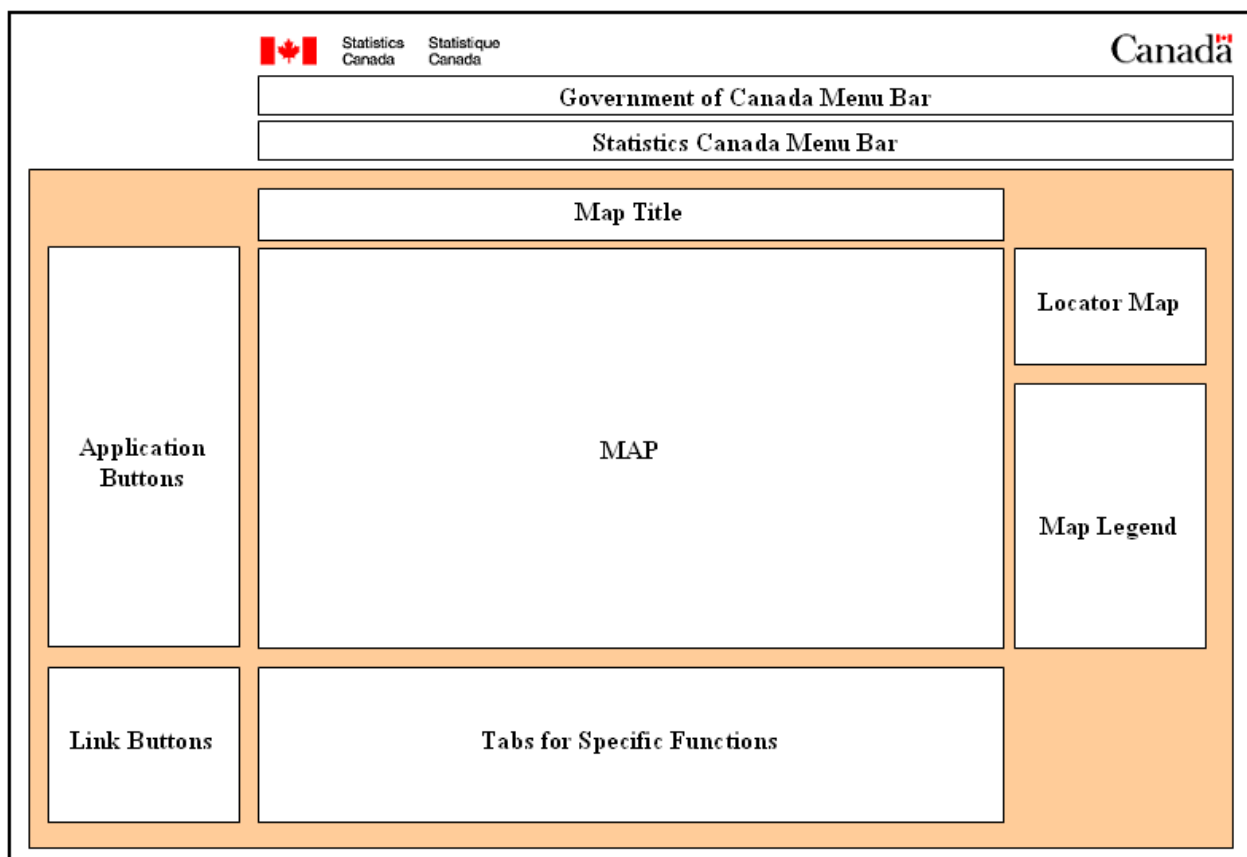 Statistics Statistique
Canada Canada
Canada
Government of Canada Menu Bar
Statistics Canada Menu Bar
Map Title
Locator Map
Application
Buttons
MAP
Map Legend
Link Buttons
Tabs for Specific Functions